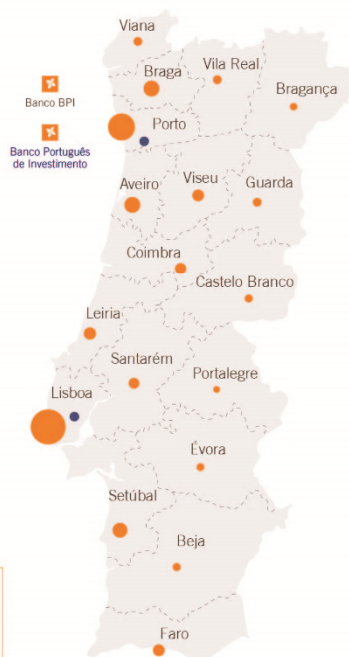 Viana
Vila Real
Braga
Bragança
Banco BPI
Porto
Banco Português
de Investimento
Aveiro
Viseu
Guarda
Coimbra
Castelo Branco
Leiria
Santarém
Portalegre
Lisboa
Évora
Setúbal
Beja
Faro